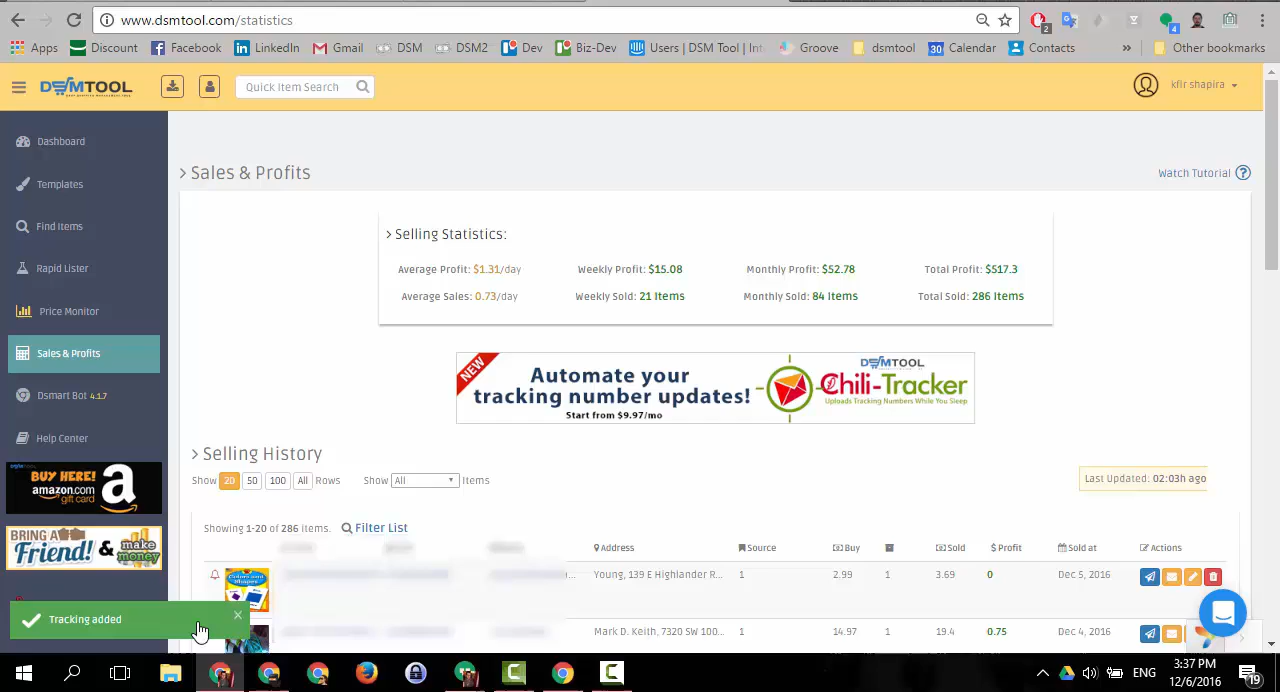 www.dsmtool.com/statistics
2
4
Apps Discount Facebook LinkedIn Gmail DSM DSM2 Dev Biz-Dev Users | DSM Tool | Int Groove dsmtool 30 Calendar Contacts » Other bookmarks
DSMTOOL Quick Item Search kfir shapira
Dashboard
Templates
Find Items
Rapid Lister
Price Monitor
Sales & Profits
Dsmart Bot 4.1.7
Help Center
BUY HERE!
amazon.com
gift card
a
BRING A
Friend! & make
money
Tracking added ×
> Sales & Profits
Watch Tutorial ?
> Selling Statistics:
Average Profit: $1.31/day Weekly Profit: $15.08 Monthly Profit: $52.78 Total Profit: $517.3
Average Sales: 0.73/day Weekly Sold: 21 Items Monthly Sold: 84 Items Total Sold: 286 Items
NEW
Automate your
tracking number updates!
Start from $9.97/mo
DSMTOOL
Chili-Tracker
Uploads Tracking Numbers While You Sleep
> Selling History
Show 20 50 100 All Rows Show All Items
Last Updated: 02:03h ago
Showing 1-20 of 286 items. Filter List
Address Source Buy Sold $ Profit Sold at Actions
Colors and Shapes
Young, 139 E Highlander R... 1 2.99 1 3.69 0 Dec 5, 2016
Mark D. Keith, 7320 SW 100... 1 14.97 1 19.4 0.75 Dec 4, 2016
ENG
3:37 PM
12/6/2016
19